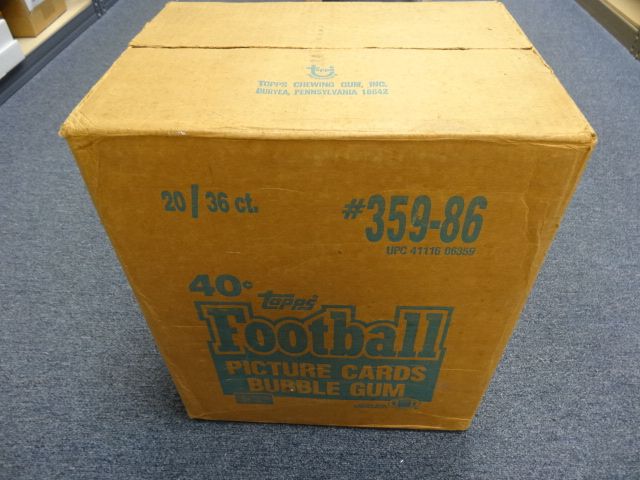 topps
TOPPS CHEWING GUM, INC.
DURYEA, PENNSYLVANIA 18642
20/36 ct.
#359-86
UPC 41116 06359
40¢
topps
Football
PICTURE CARDS
BUBBLE GUM